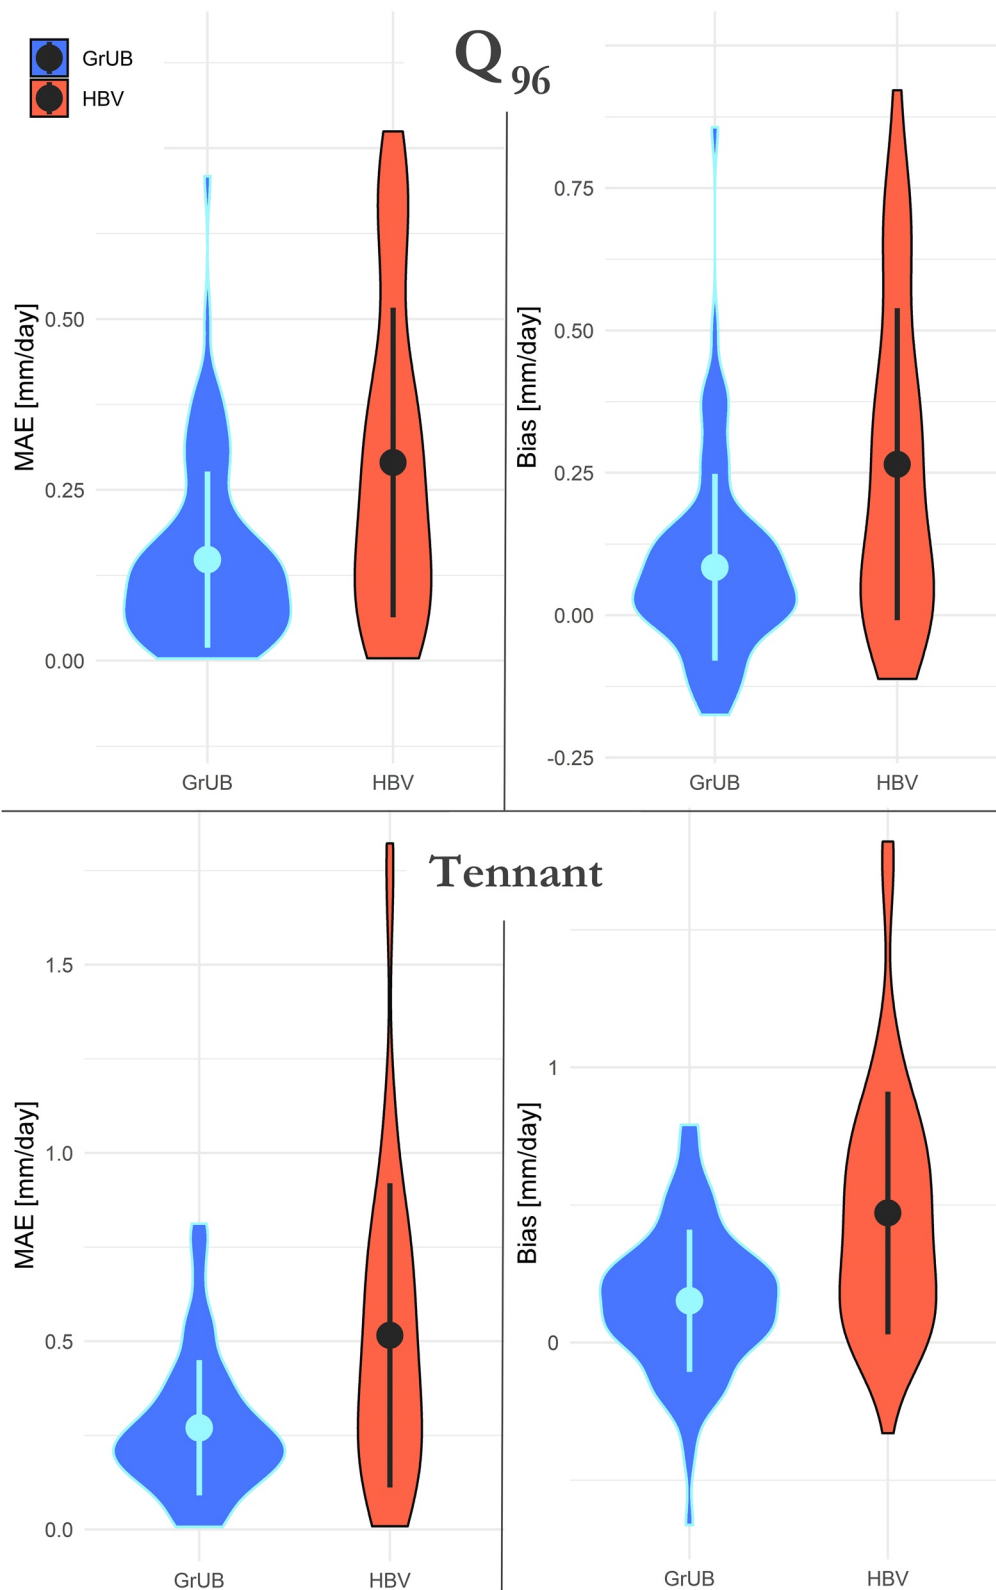 GrUB
HBV
Q96
MAE [mm/day]
0.50
0.25
0.00
GrUB HBV
Bias [mm/day]
0.75
0.50
0.25
0.00
-0.25
GrUB HBV
Tennant
MAE [mm/day]
1.5
1.0
0.5
0.0
GrUB HBV
Bias [mm/day]
1
0
GrUB HBV